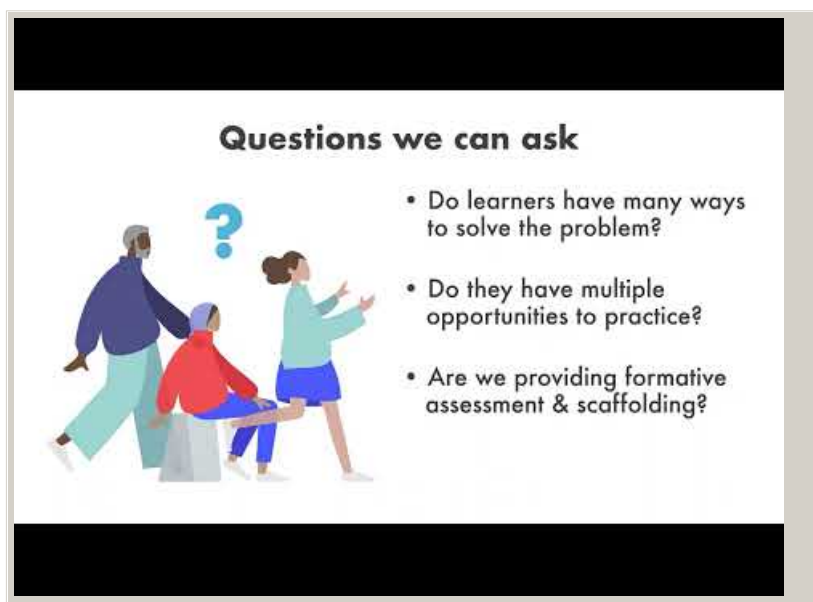 Questions we can ask
• Do learners have many ways
to solve the problem?
• Do they have multiple
opportunities to practice?
• Are we providing formative
assessment & scaffolding?